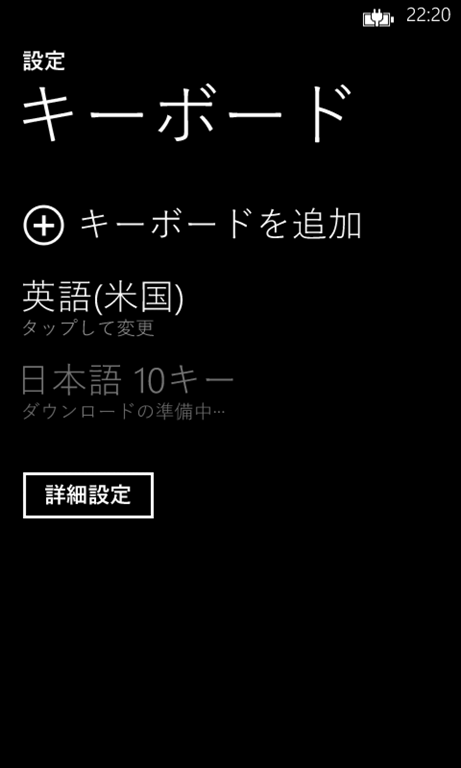 22:20
設定
キーボード
キーボードを追加
英語(米国)
タップして変更
日本語 10キー
ダウンロードの準備中…
詳細設定